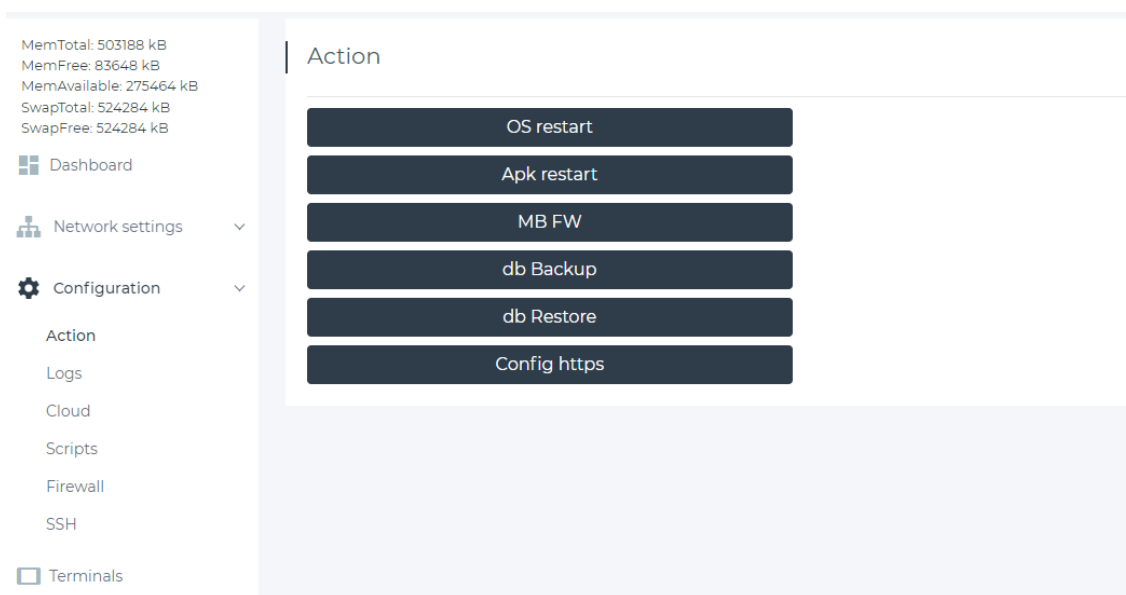 MemTotal: 503188 kB
MemFree: 83648 kB
MemAvailable: 275464 kB
SwapTotal: 524284 kB
SwapFree: 524284 kB
Dashboard
Network settings
Configuration
Action
Logs
Cloud
Scripts
Firewall
SSH
Terminals
Action
OS restart
Apk restart
MB FW
db Backup
db Restore
Config https